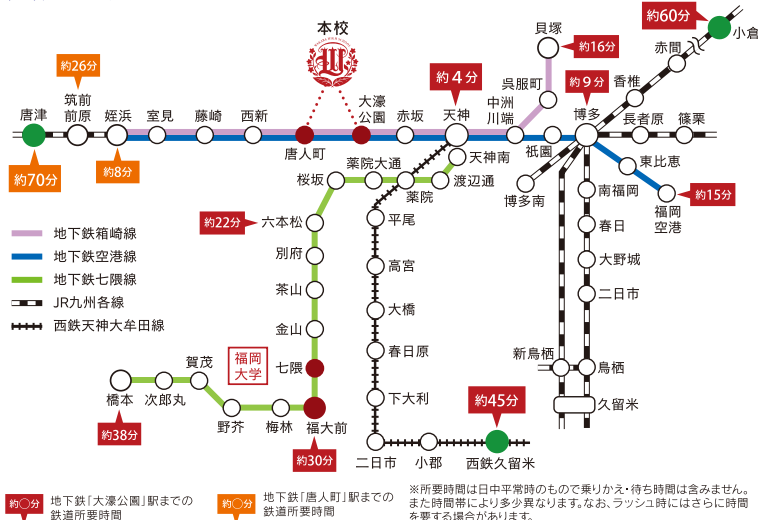 本校
約60分
小倉
貝塚
約16分
赤間
約26分
呉服町
約9分
香椎
筑前
前原
大濠
公園
約4分
中洲
川端
博多
唐津
姪浜
室見
藤崎
西新
赤坂
天神
長者原
篠栗
唐人町
祇園
約70分
約8分
薬院大通
天神南
東比恵
桜坂
薬院
渡辺通
博多南
南福岡
福岡
空港
約15分
約22分
六本松
平尾
春日
地下鉄箱崎線
別府
地下鉄空港線
高宮
大野城
地下鉄七隈線
茶山
二日市
JR九州各線
大橋
西鉄天神大牟田線
金山
春日原
新鳥栖
鳥栖
賀茂
福岡
大学
七隈
橋本
次郎丸
下大利
約45分
久留米
野芥
梅林
福大前
約38分
約30分
二日市
小郡
西鉄久留米
約〇分
地下鉄「大濠公園」駅までの
鉄道所要時間
約〇分
地下鉄「唐人町」駅までの
鉄道所要時間
※所要時間は日中平常時のもので乗りかえ・待ち時間は含みません。
また時間帯により多少異なります。なお、ラッシュ時にはさらに時間
を要する場合があります。